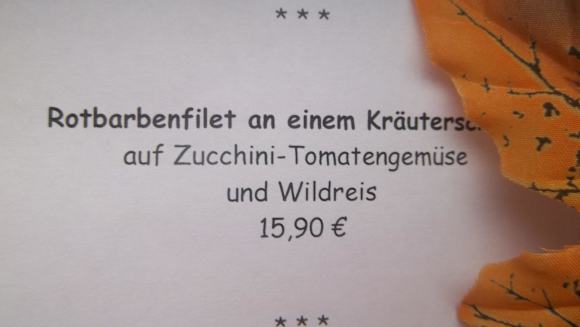 * * *
Rotbarbenfilet an einem
auf Zucchini-Tomatengemüse
und Wildreis
15,90 €
* * *